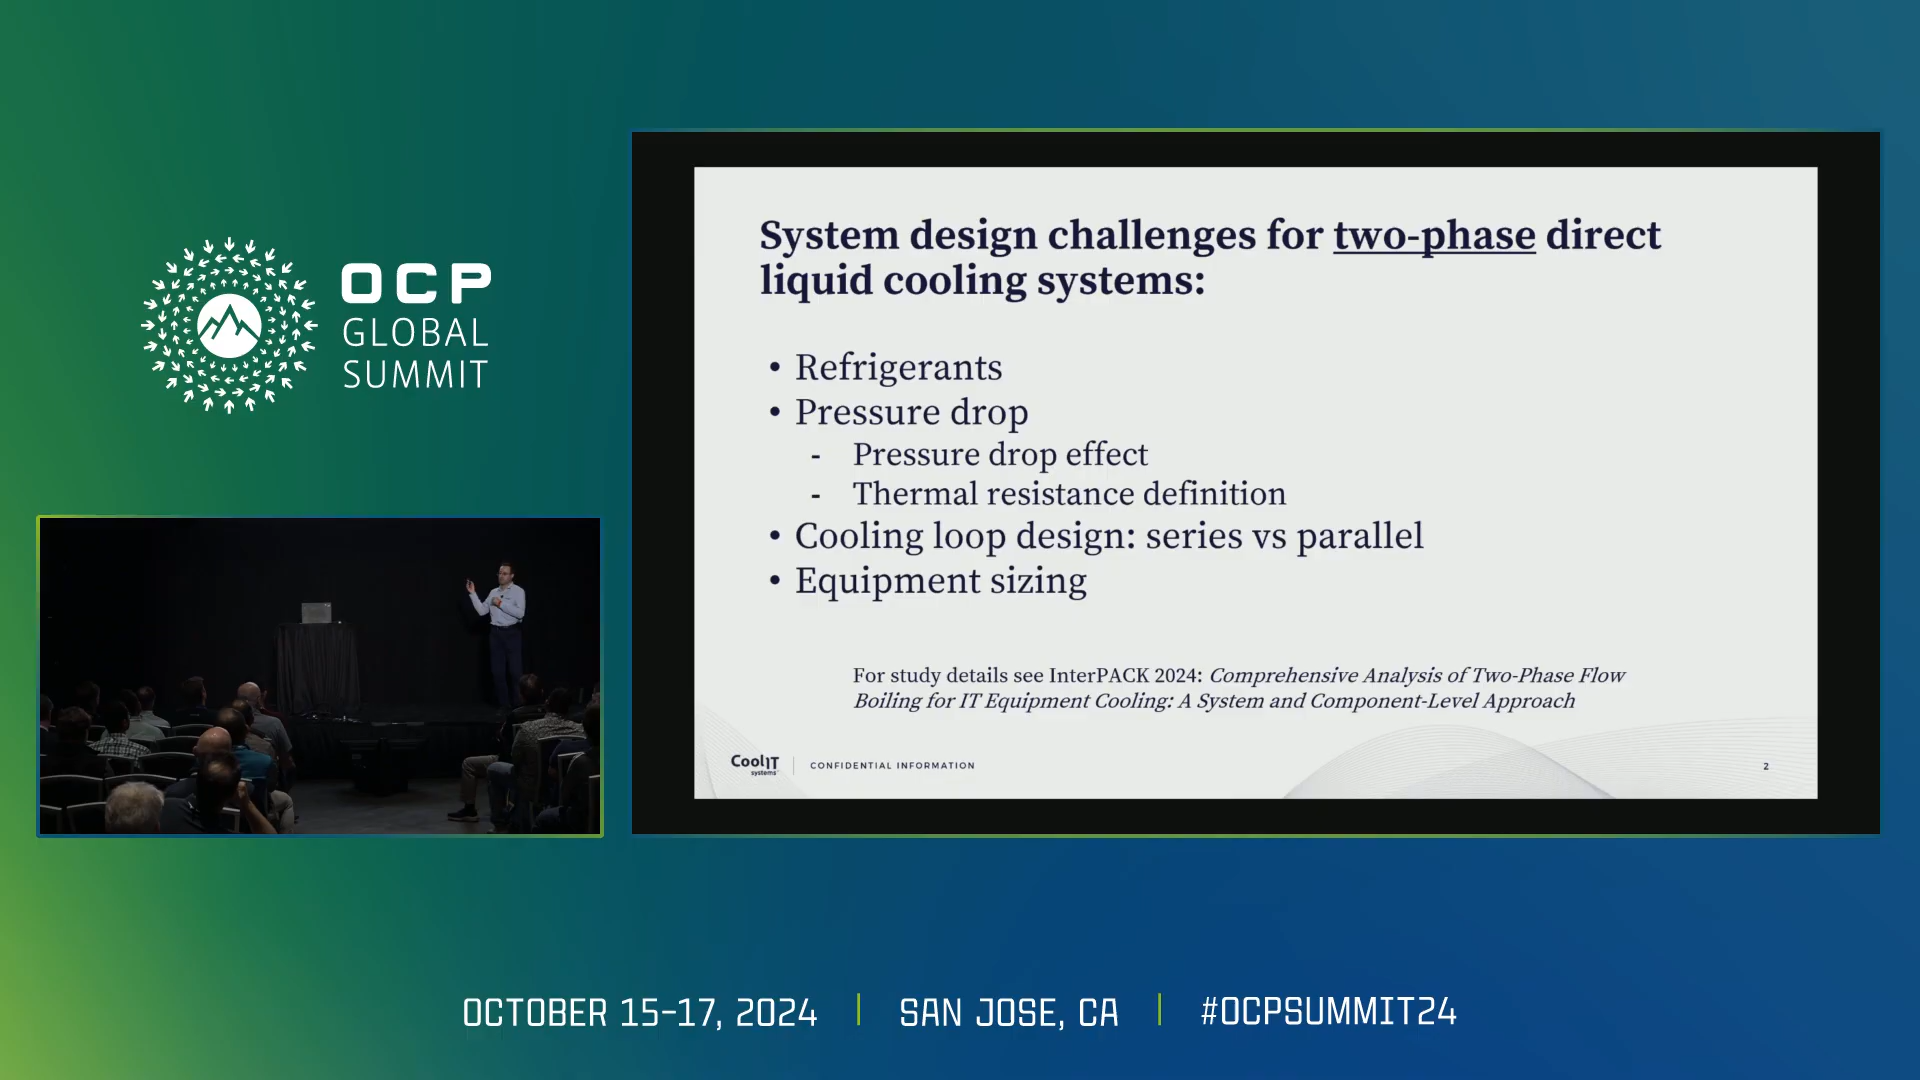 OCP
GLOBAL
SUMMIT
System design challenges for two-phase direct
liquid cooling systems:
• Refrigerants
• Pressure drop
- Pressure drop effect
- Thermal resistance definition
• Cooling loop design: series vs parallel
• Equipment sizing
For study details see InterPACK 2024: Comprehensive Analysis of Two-Phase Flow
Boiling for IT Equipment Cooling: A System and Component-Level Approach
CoolIT
systems
CONFIDENTIAL INFORMATION
2
OCTOBER 15-17, 2024 | SAN JOSE, CA | #OCPSUMMIT24